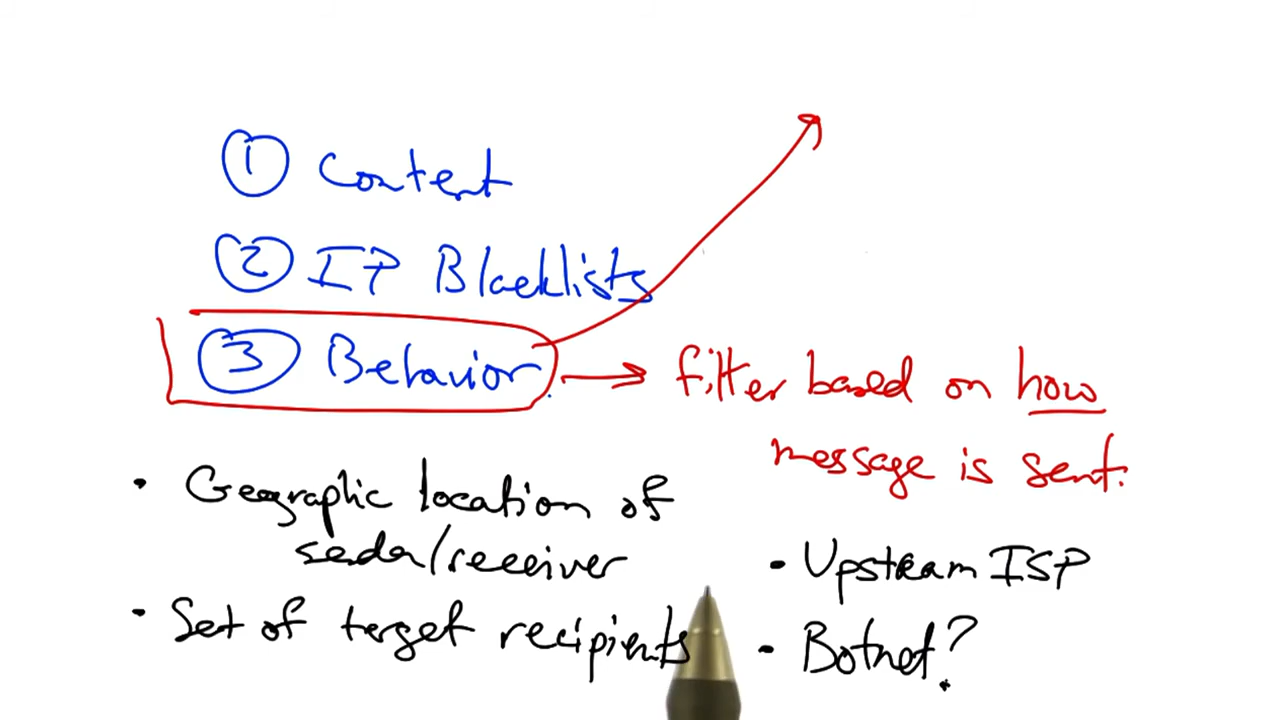 1 Content
2 IP Blacklists
3 Behavior
filter based on how
message is sent.
• Geographic location of
seder/receiver
• Set of target recipients
• Upstream ISP
• Botnet?